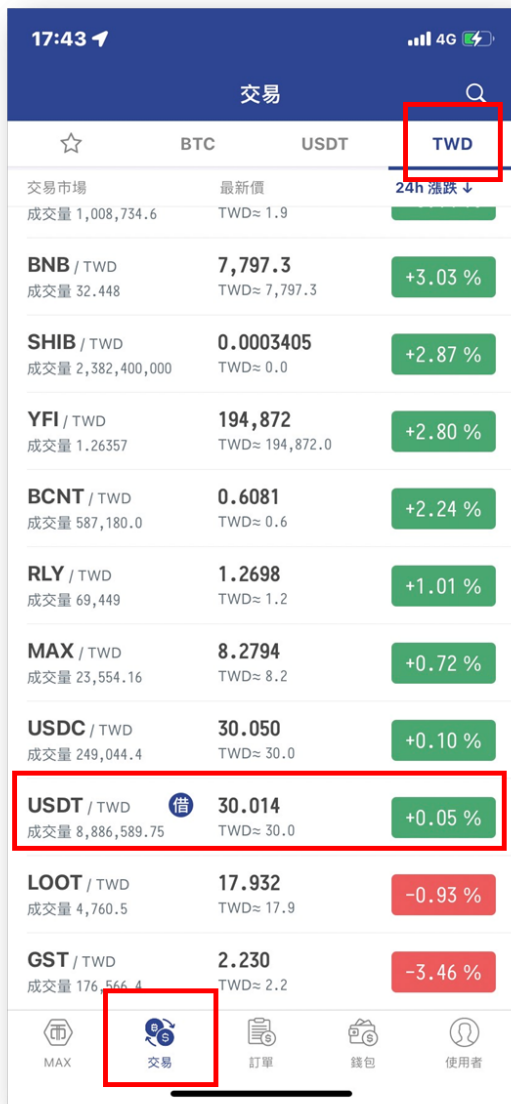 17:43 4G
交易
BTC USDT TWD
交易市場 最新價 24h 漲跌 ↓
成交量 1,008,734.6 TWD≈ 1.9
BNB / TWD 7,797.3 +3.03 %
成交量 32.448 TWD≈ 7,797.3
SHIB / TWD 0.0003405 +2.87 %
成交量 2,382,400,000 TWD≈ 0.0
YFI / TWD 194,872 +2.80 %
成交量 1.26357 TWD≈ 194,872.0
BCNT / TWD 0.6081 +2.24 %
成交量 587,180.0 TWD≈ 0.6
RLY / TWD 1.2698 +1.01 %
成交量 69,449 TWD≈ 1.2
MAX / TWD 8.2794 +0.72 %
成交量 23,554.16 TWD≈ 8.2
USDC / TWD 30.050 +0.10 %
成交量 249,044.4 TWD≈ 30.0
USDT / TWD 借 30.014 +0.05 %
成交量 8,886,589.75 TWD≈ 30.0
LOOT / TWD 17.932 -0.93 %
成交量 4,760.5 TWD≈ 17.9
GST / TWD 2.230 -3.46 %
成交量 176,566.4 TWD≈ 2.2
MAX 交易 訂單 錢包 使用者